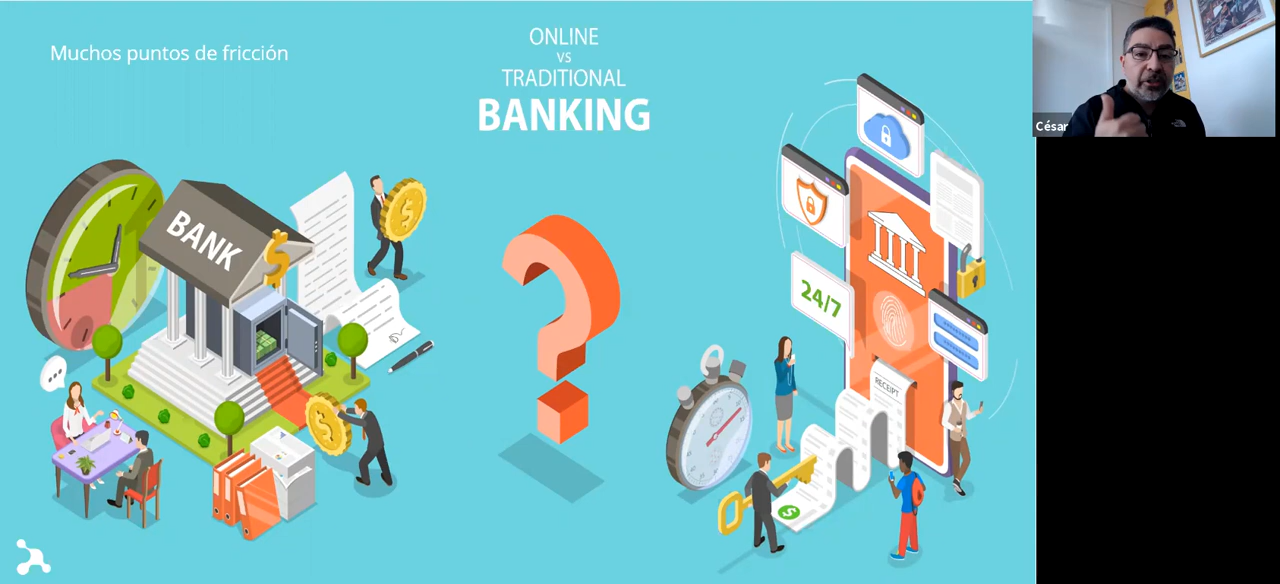 Muchos puntos de fricción
ONLINE
VS
TRADITIONAL
BANKING
César
BANK
$
$
$
24/7
RECEIPT
$